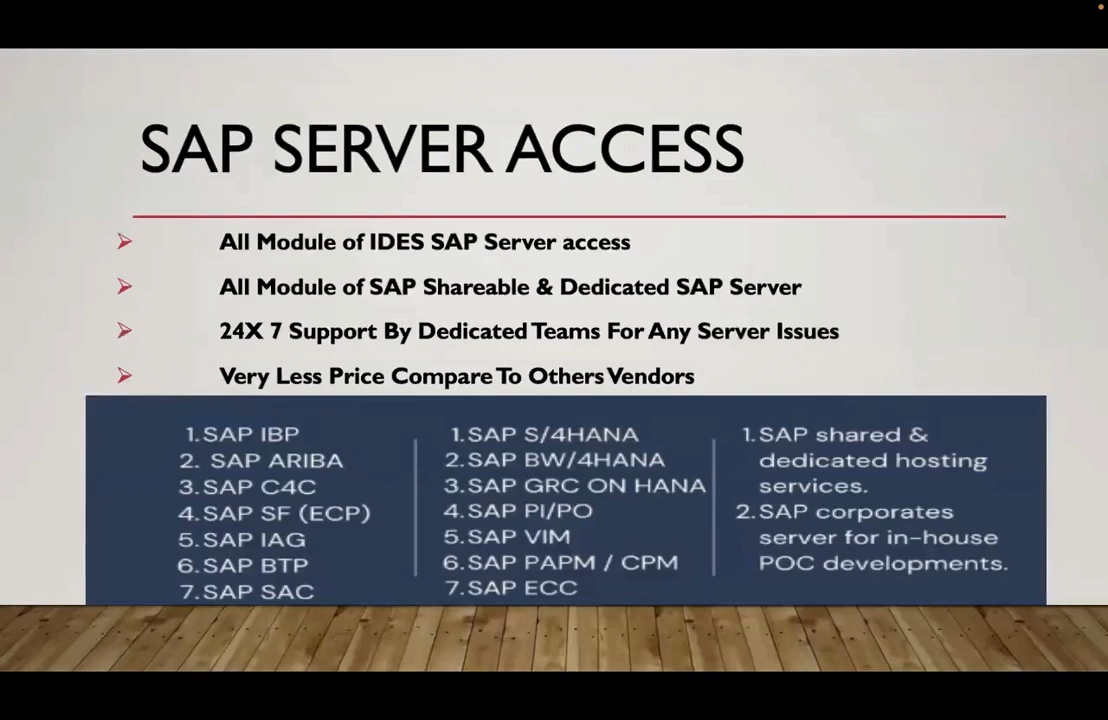 SAP SERVER ACCESS
All Module of IDES SAP Server access
All Module of SAP Shareable & Dedicated SAP Server
24X 7 Support By Dedicated Teams For Any Server Issues
Very Less Price Compare To Others Vendors
1. SAP IBP
2. SAP ARIBA
3. SAP C4C
4. SAP SF (ECP)
5. SAP IAG
6. SAP BTP
7. SAP SAC
1. SAP S/4HANA
2. SAP BW/4HANA
3. SAP GRC ON HANA
4. SAP PI/PO
5. SAP VIM
6. SAP PAPM / CPM
7. SAP ECC
1. SAP shared &
dedicated hosting
services.
2. SAP corporates
server for in-house
POC developments.